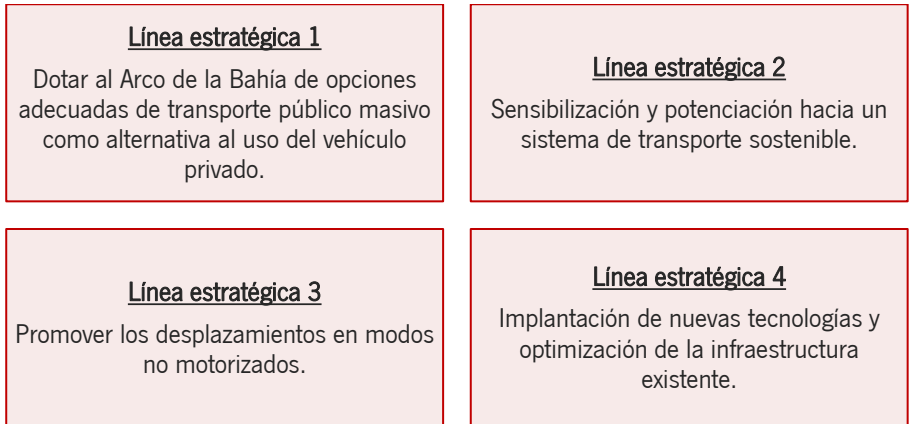 Línea estratégica 1
Dotar al Arco de la Bahía de opciones
adecuadas de transporte público masivo
como alternativa al uso del vehículo
privado.
Línea estratégica 2
Sensibilización y potenciación hacia un
sistema de transporte sostenible.
Línea estratégica 3
Promover los desplazamientos en modos
no motorizados.
Línea estratégica 4
Implantación de nuevas tecnologías y
optimización de la infraestructura
existente.